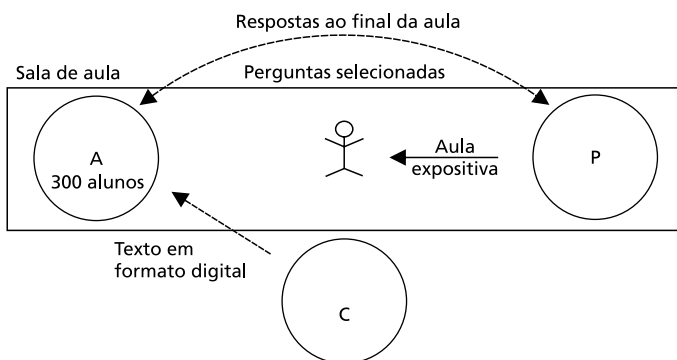 Respostas ao final da aula
Sala de aula
Perguntas selecionadas
A
300 alunos
Aula
expositiva
P
Texto em
formato digital
C